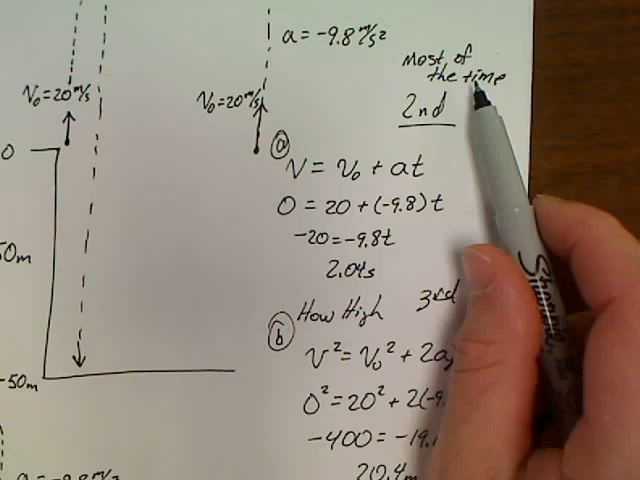 a = -9.8 m/s²
Most of
the time
V₀ = 20 m/s
V₀ = 20 m/s
2nd
ⓐ
0
V = V₀ + at
0 = 20 + (-9.8)t
-20 = -9.8t
50m
2.04s
How High 3rd
ⓑ
V² = V₀² + 2a
-50m
0² = 20² + 2(-9.
-400 = -19.
20.4m
Sharpie